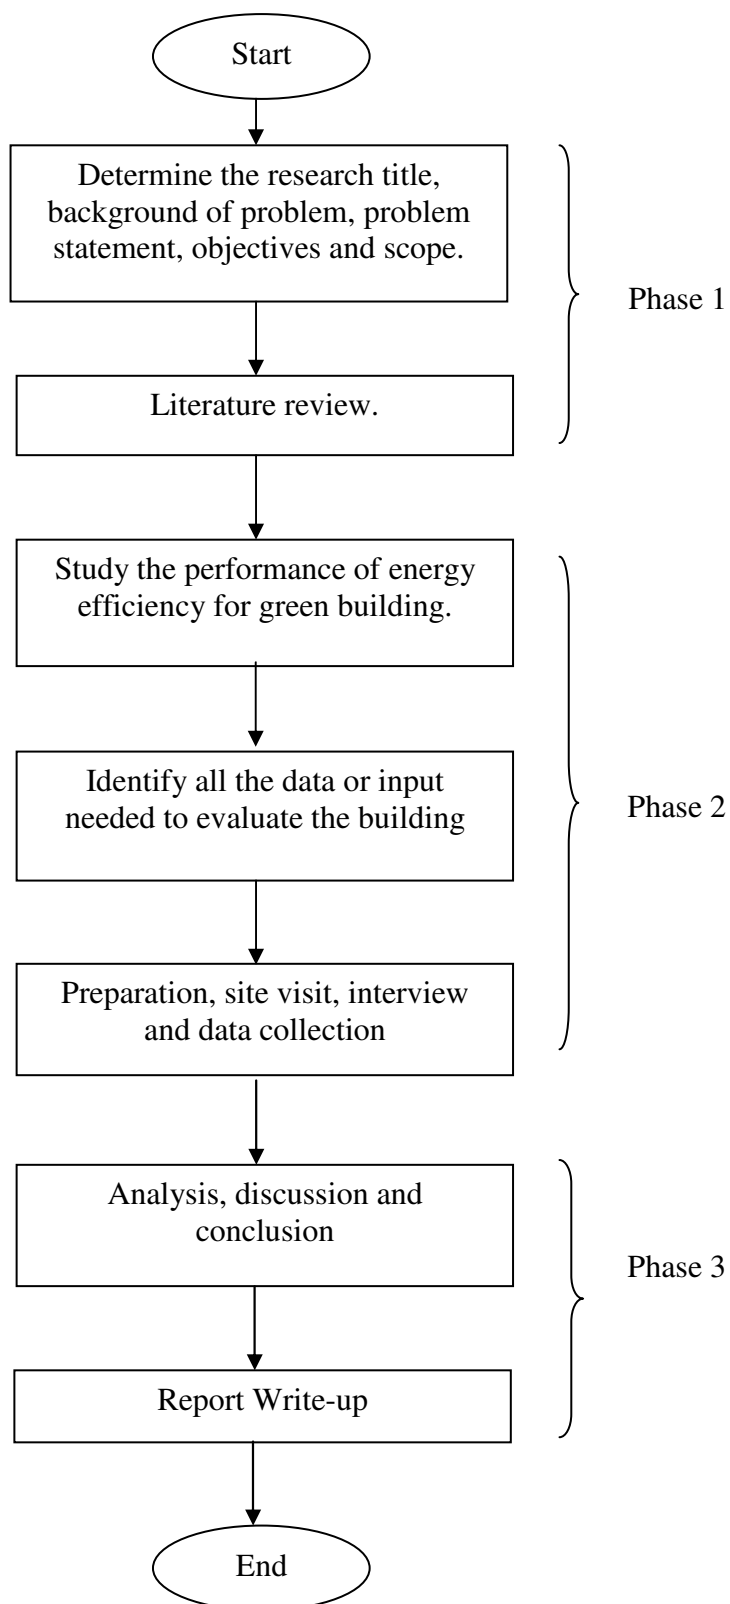 Start
Determine the research title,
background of problem, problem
statement, objectives and scope.
Phase 1
Literature review.
Study the performance of energy
efficiency for green building.
Identify all the data or input
needed to evaluate the building
Phase 2
Preparation, site visit, interview
and data collection
Analysis, discussion and
conclusion
Phase 3
Report Write-up
End